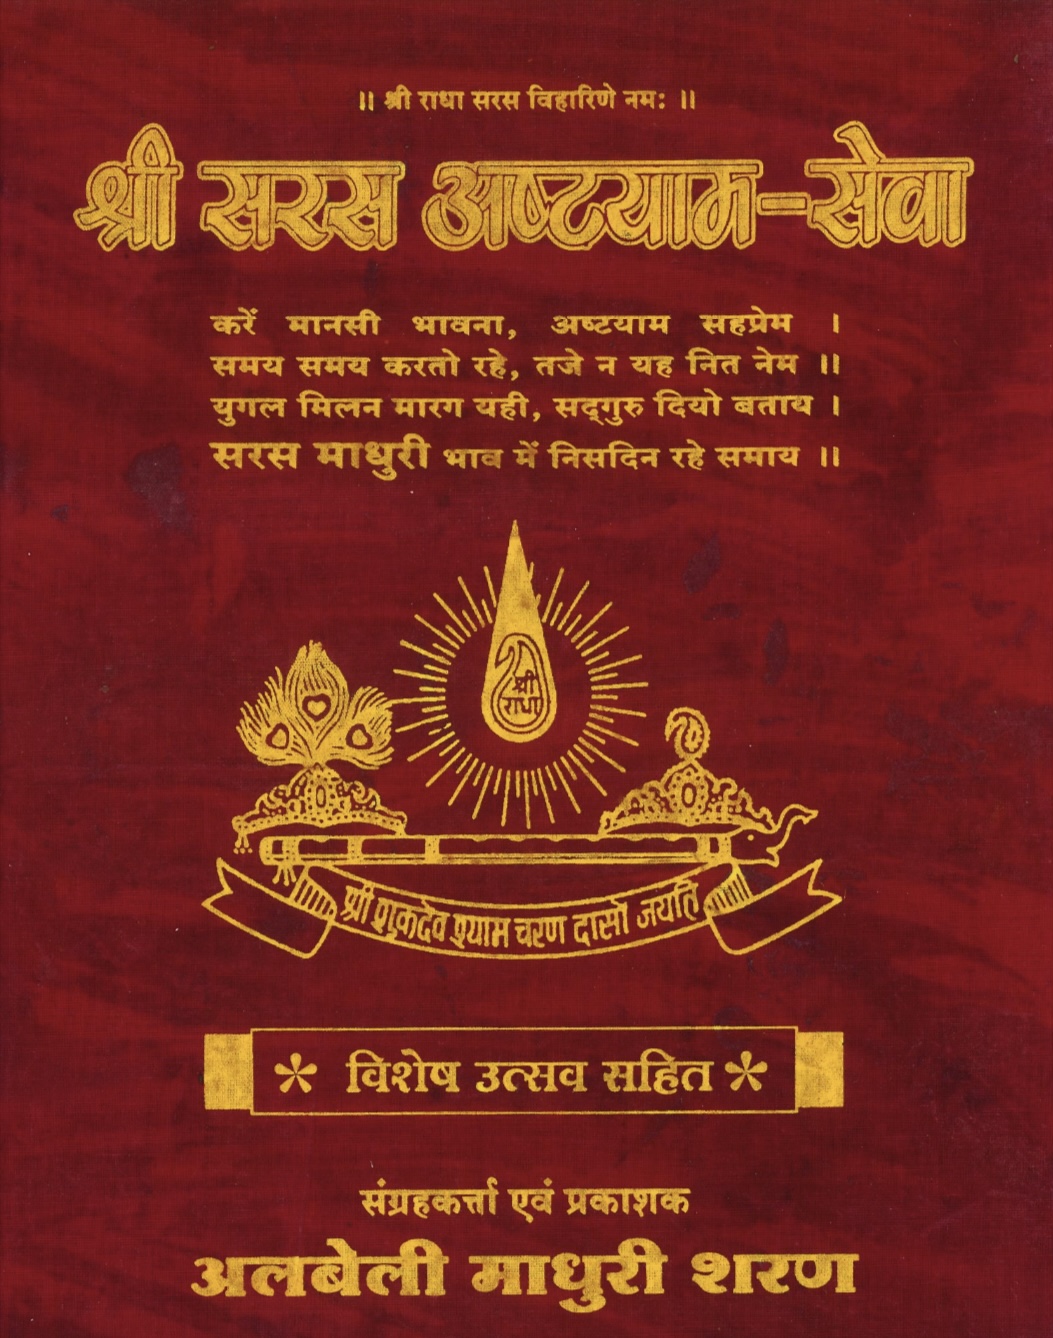 ॥ श्री राधा सरस विहारिणे नमः ॥
श्री सरस अष्टयाम-सेवा
करें मानसी भावना, अष्टयाम सहप्रेम ।
समय समय करतो रहे, तजे न यह नित नेम ॥
युगल मिलन मारग यही, सद्‌गुरु दियो बताय ।
सरस माधुरी भाव में निसदिन रहे समाय ॥
श्री
राधा
श्री शुकदेव श्याम चरण दासो जयति
* विशेष उत्सव सहित *
संग्रहकर्त्ता एवं प्रकाशक
अलबेली माधुरी शरण